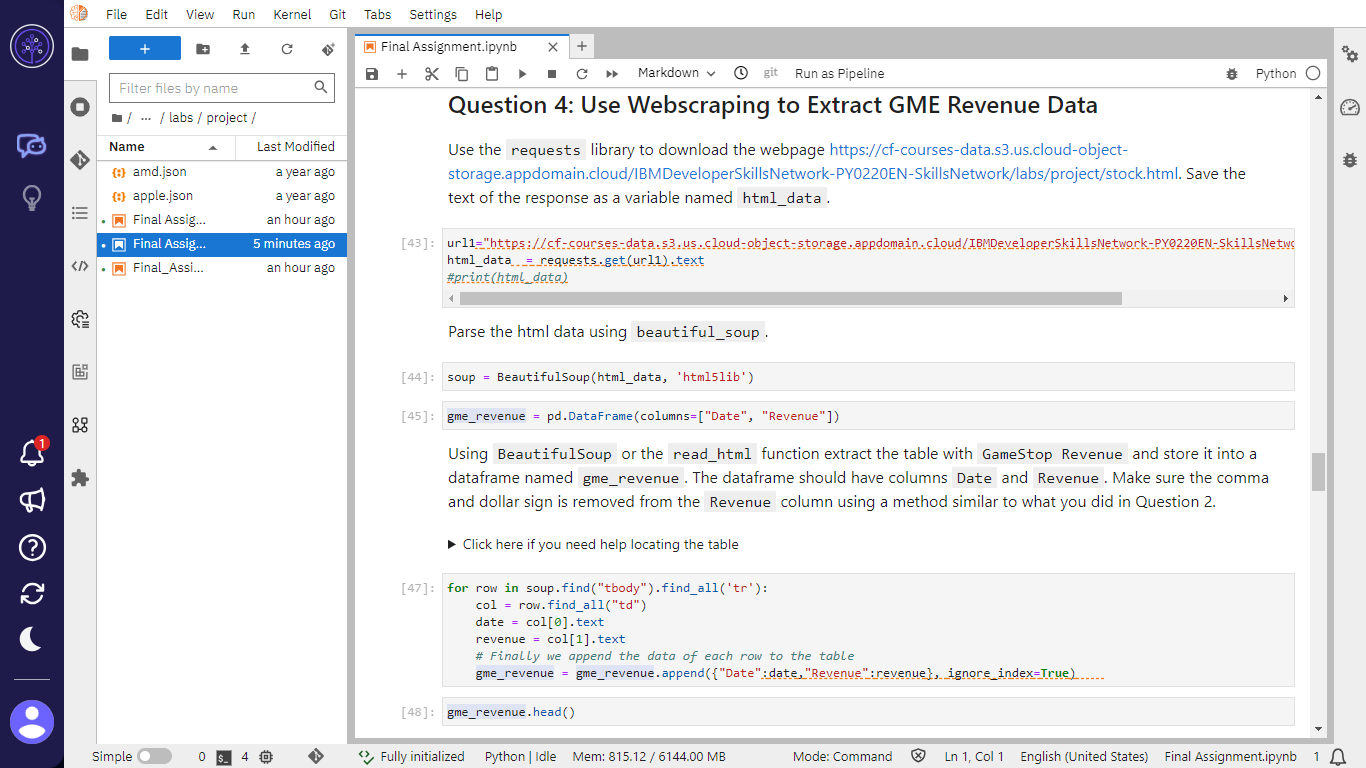 File Edit View Run Kernel Git Tabs Settings Help
+
Filter files by name
/ ... / labs / project /
Name Last Modified
amd.json a year ago
apple.json a year ago
Final Assig... an hour ago
Final Assig... 5 minutes ago
Final_Assi... an hour ago
1
Final Assignment.ipynb
Markdown git Run as Pipeline Python
Question 4: Use Webscraping to Extract GME Revenue Data
Use the requests library to download the webpage https://cf-courses-data.s3.us.cloud-object-
storage.appdomain.cloud/IBMDeveloperSkillsNetwork-PY0220EN-SkillsNetwork/labs/project/stock.html. Save the
text of the response as a variable named html_data.
[43]: url1="https://cf-courses-data.s3.us.cloud-object-storage.appdomain.cloud/IBMDeveloperSkillsNetwork-PY0220EN-SkillsNetwo
html_data = requests.get(url1).text
#print(html_data)
Parse the html data using beautiful_soup.
[44]: soup = BeautifulSoup(html_data, 'html5lib')
[45]: gme_revenue = pd.DataFrame(columns=["Date", "Revenue"])
Using BeautifulSoup or the read_html function extract the table with GameStop Revenue and store it into a
dataframe named gme_revenue. The dataframe should have columns Date and Revenue. Make sure the comma
and dollar sign is removed from the Revenue column using a method similar to what you did in Question 2.
Click here if you need help locating the table
[47]: for row in soup.find("tbody").find_all('tr'):
col = row.find_all("td")
date = col[0].text
revenue = col[1].text
# Finally we append the data of each row to the table
gme_revenue = gme_revenue.append({"Date":date,"Revenue":revenue}, ignore_index=True)
[48]: gme_revenue.head()
Simple 0 $_ 4 Fully initialized Python | Idle Mem: 815.12 / 6144.00 MB Mode: Command Ln 1, Col 1 English (United States) Final Assignment.ipynb 1